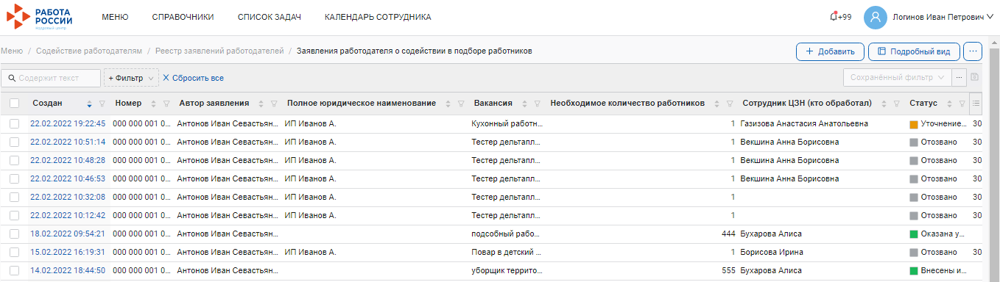 РАБОТА РОССИИ Кадровый центр МЕНЮ СПРАВОЧНИКИ СПИСОК ЗАДАЧ КАЛЕНДАРЬ СОТРУДНИКА +99 Логинов Иван Петрович
Меню / Содействие работодателям / Реестр заявлений работодателей / Заявления работодателя о содействии в подборе работников + Добавить Подробный вид ...
Содержит текст + Фильтр Сбросить все Сохранённый фильтр ...
Создан Номер Автор заявления Полное юридическое наименование Вакансия Необходимое количество работников Сотрудник ЦЗН (кто обработал) Статус
22.02.2022 19:22:45 000 000 001 0... Антонов Иван Севастьян... ИП Иванов А. Кухонный работн... 1 Газизова Анастасия Анатольевна Уточнение... 30
22.02.2022 10:51:14 000 000 001 0... Антонов Иван Севастьян... ИП Иванов А. Тестер дельтапл... 1 Векшина Анна Борисовна Отозвано 30
22.02.2022 10:48:28 000 000 001 0... Антонов Иван Севастьян... ИП Иванов А. Тестер дельтапл... 1 Векшина Анна Борисовна Отозвано 30
22.02.2022 10:46:53 000 000 001 0... Антонов Иван Севастьян... ИП Иванов А. Тестер дельтапл... 1 Векшина Анна Борисовна Отозвано 30
22.02.2022 10:32:08 000 000 001 0... Антонов Иван Севастьян... ИП Иванов А. Тестер дельтапл... 1 Отозвано 30
22.02.2022 10:12:42 000 000 001 0... Антонов Иван Севастьян... ИП Иванов А. Тестер дельтапл... 1 Отозвано 30
18.02.2022 09:54:21 000 000 001 0... Антонов Иван Севастьян... подсобный рабо... 444 Бухарова Алиса Оказана у...
15.02.2022 16:19:31 000 000 001 0... Антонов Иван Севастьян... ИП Иванов А. Повар в детский ... 1 Борисова Ирина Отозвано 30
14.02.2022 18:44:50 000 000 001 0... Антонов Иван Севастьян... уборщик террито... 555 Бухарова Алиса Внесены и...